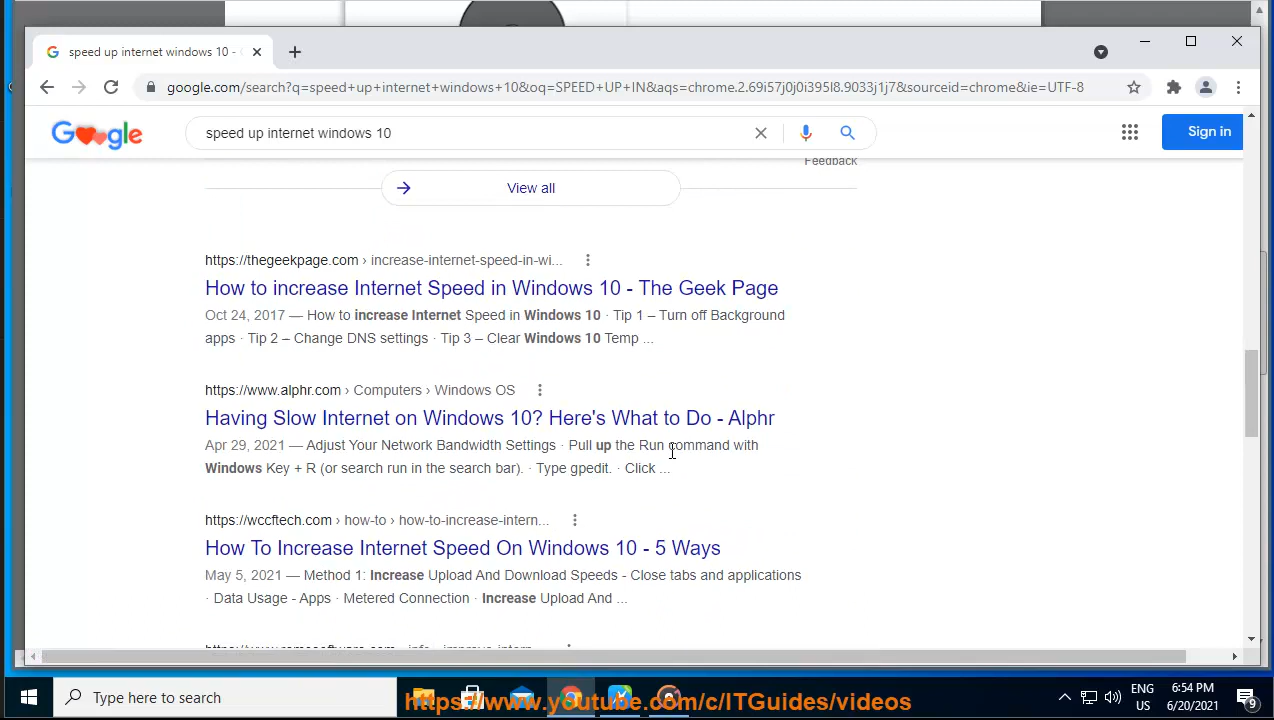 speed up internet windows 10 -
google.com/search?q=speed+up+internet+windows+10&oq=SPEED+UP+IN&aqs=chrome.2.69i57j0j0i395l8.9033j1j7&sourceid=chrome&ie=UTF-8
Google
speed up internet windows 10
Sign in
Feedback
View all
https://thegeekpage.com › increase-internet-speed-in-wi...
How to increase Internet Speed in Windows 10 - The Geek Page
Oct 24, 2017 — How to increase Internet Speed in Windows 10 · Tip 1 – Turn off Background
apps · Tip 2 – Change DNS settings · Tip 3 – Clear Windows 10 Temp ...
https://www.alphr.com › Computers › Windows OS
Having Slow Internet on Windows 10? Here's What to Do - Alphr
Apr 29, 2021 — Adjust Your Network Bandwidth Settings · Pull up the Run command with
Windows Key + R (or search run in the search bar). · Type gpedit. · Click ...
https://wccftech.com › how-to › how-to-increase-intern...
How To Increase Internet Speed On Windows 10 - 5 Ways
May 5, 2021 — Method 1: Increase Upload And Download Speeds - Close tabs and applications
· Data Usage - Apps · Metered Connection · Increase Upload And ...
Type here to search
https://www.youtube.com/c/ITGuides/videos
ENG
US
6:54 PM
6/20/2021
9